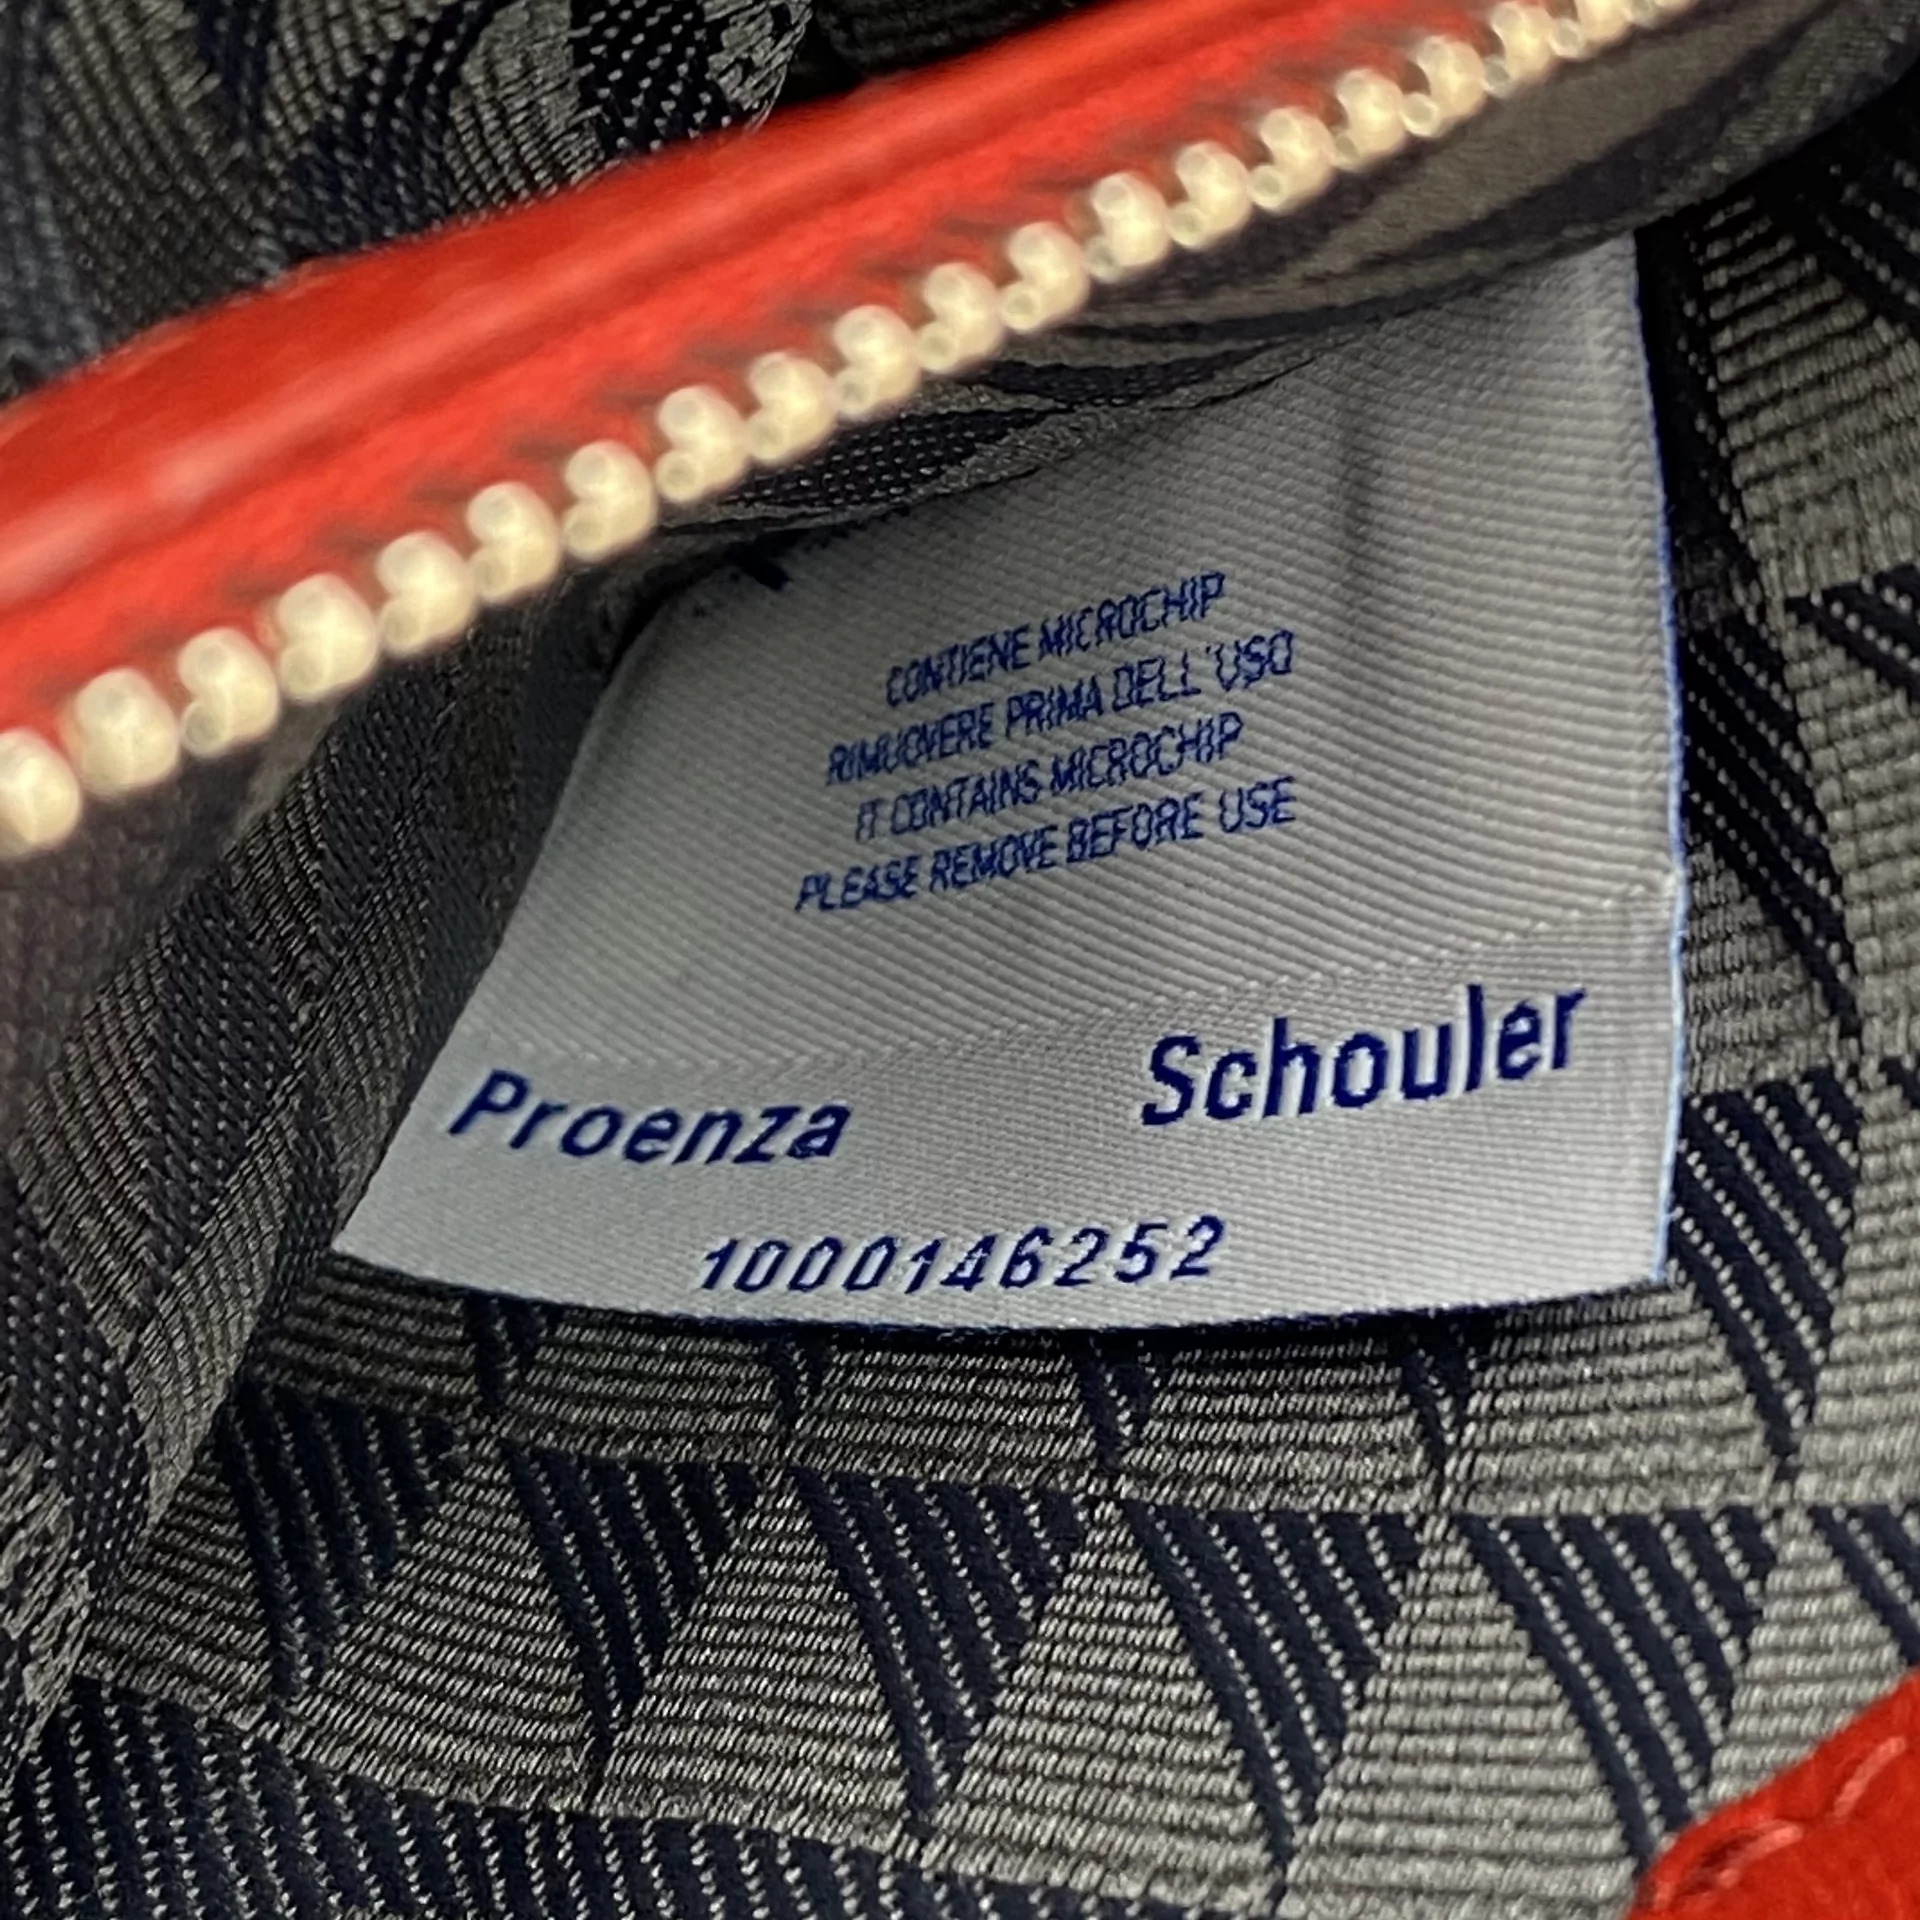 CONTIENE MICROCHIP
RIMUOVERE PRIMA DELL'USO
IT CONTAINS MICROCHIP
PLEASE REMOVE BEFORE USE
Proenza Schouler
1000146252